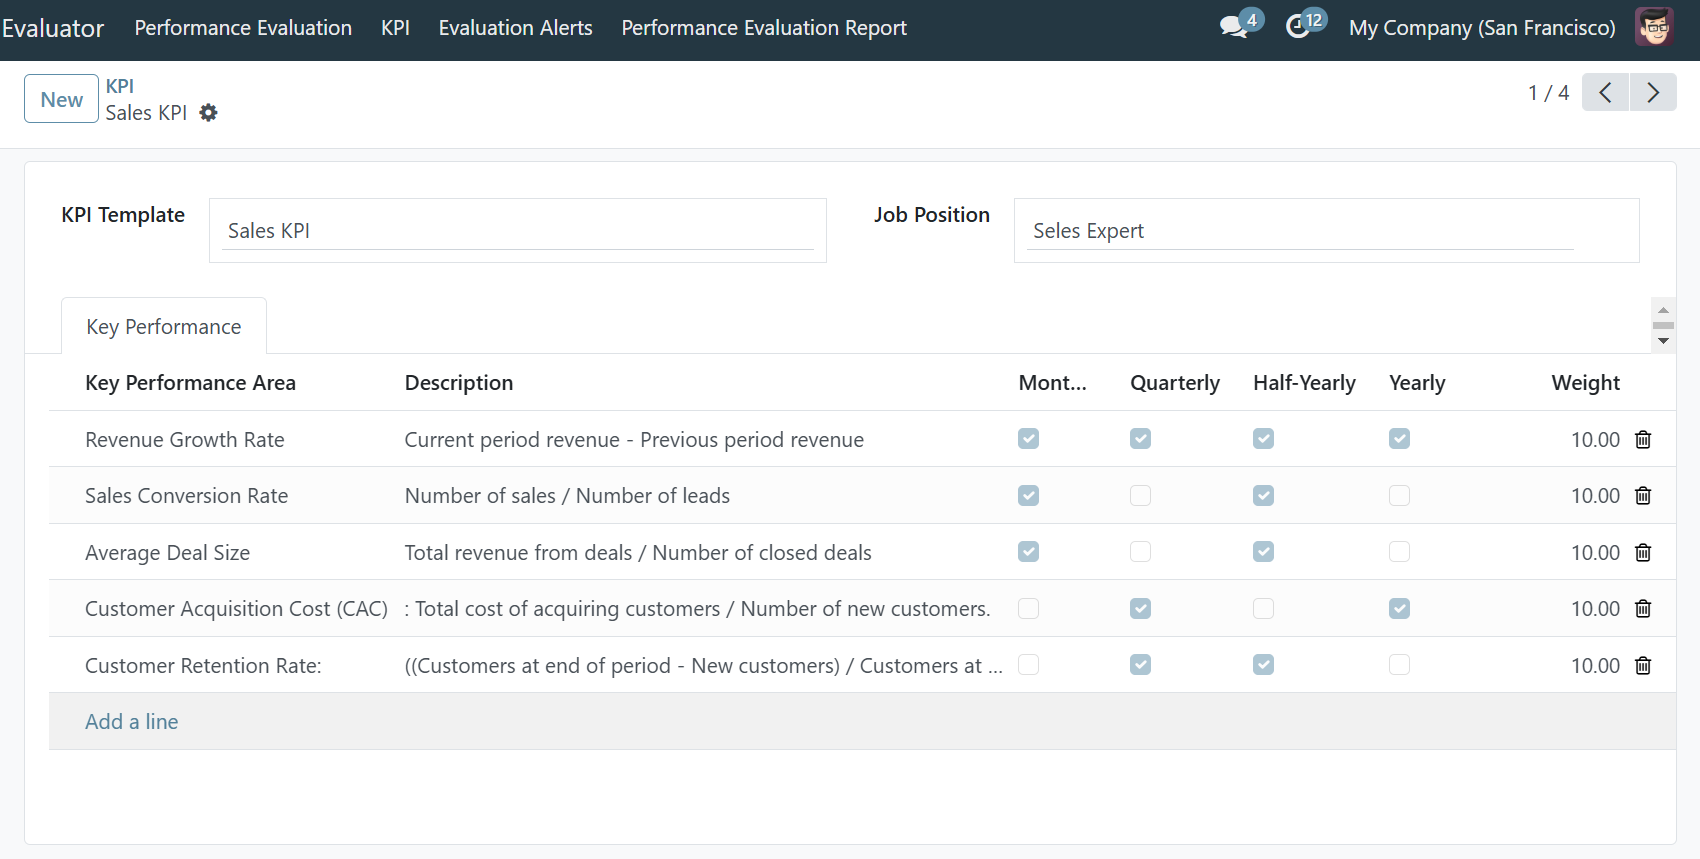 Evaluator Performance Evaluation KPI Evaluation Alerts Performance Evaluation Report 4 12 My Company (San Francisco)
New KPI 1 / 4
Sales KPI
KPI Template Sales KPI Job Position Seles Expert
Key Performance
Key Performance Area Description Mont... Quarterly Half-Yearly Yearly Weight
Revenue Growth Rate Current period revenue - Previous period revenue 10.00
Sales Conversion Rate Number of sales / Number of leads 10.00
Average Deal Size Total revenue from deals / Number of closed deals 10.00
Customer Acquisition Cost (CAC) : Total cost of acquiring customers / Number of new customers. 10.00
Customer Retention Rate: ((Customers at end of period - New customers) / Customers at ... 10.00
Add a line